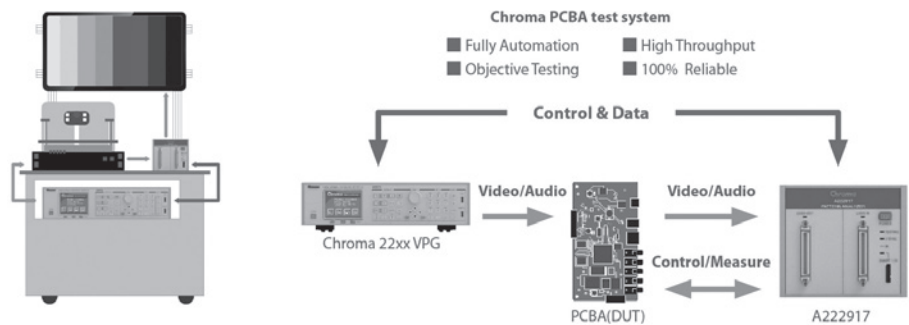 Chroma PCBA test system
Fully Automation
High Throughput
Objective Testing
100% Reliable
Control & Data
Video/Audio
Video/Audio
Chroma 22xx VPG
Control/Measure
PCBA(DUT)
A222917